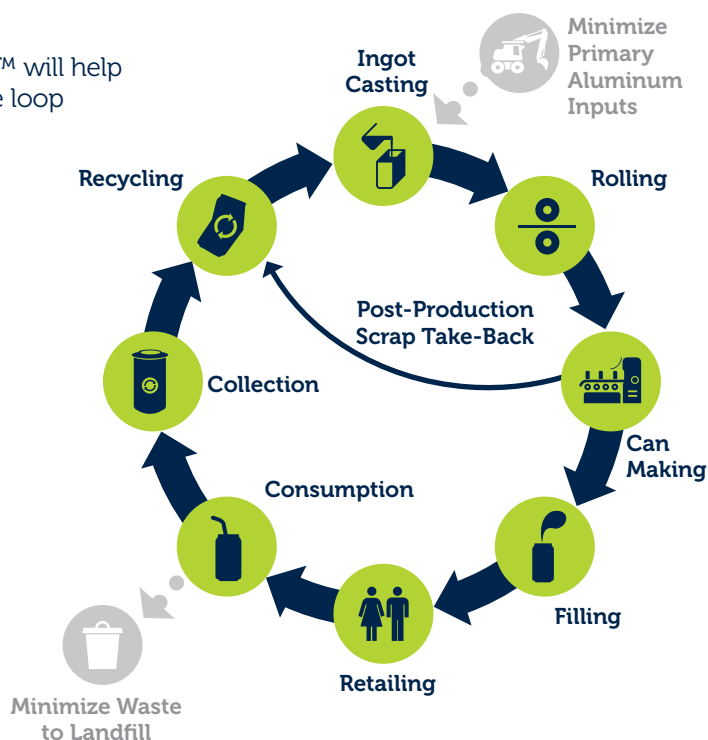 ™ will help
loop
Minimize
Primary
Aluminum
Inputs
Ingot
Casting
Recycling
Rolling
Post-Production
Scrap Take-Back
Collection
Can
Making
Consumption
Filling
Retailing
Minimize Waste
to Landfill